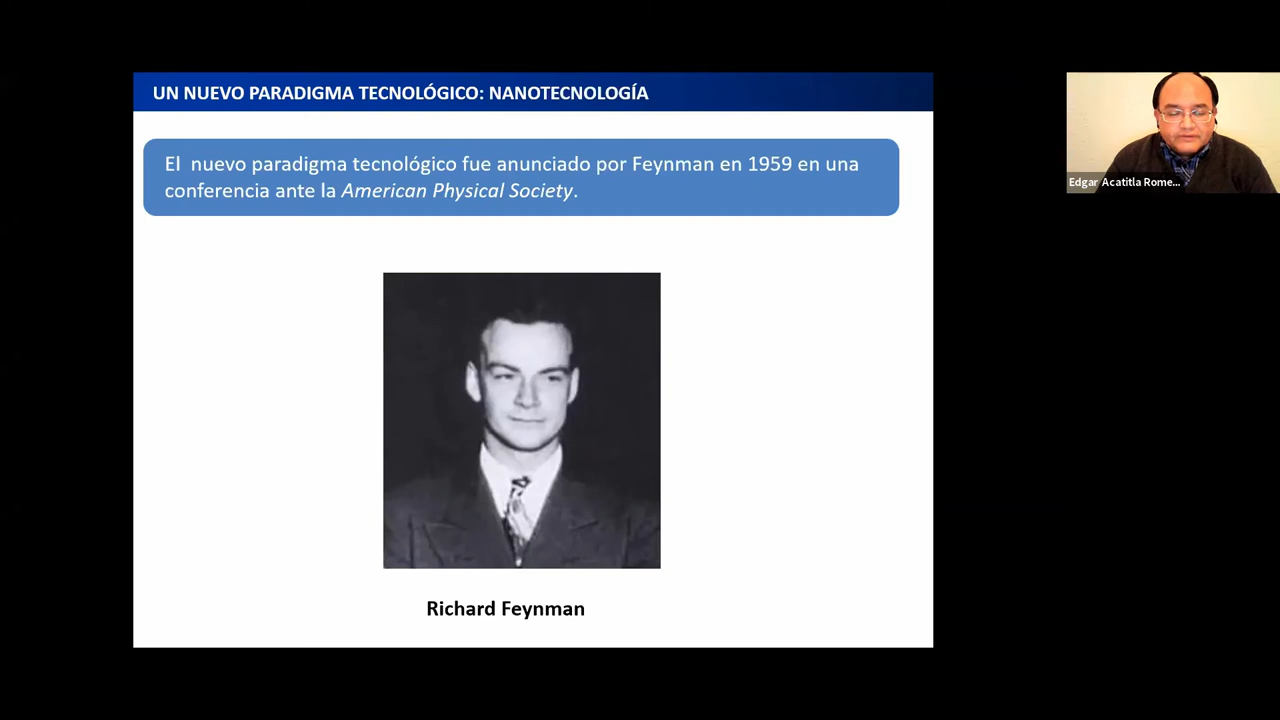 UN NUEVO PARADIGMA TECNOLÓGICO: NANOTECNOLOGÍA
El nuevo paradigma tecnológico fue anunciado por Feynman en 1959 en una
conferencia ante la American Physical Society.
Edgar Acatitla Rome...
Richard Feynman